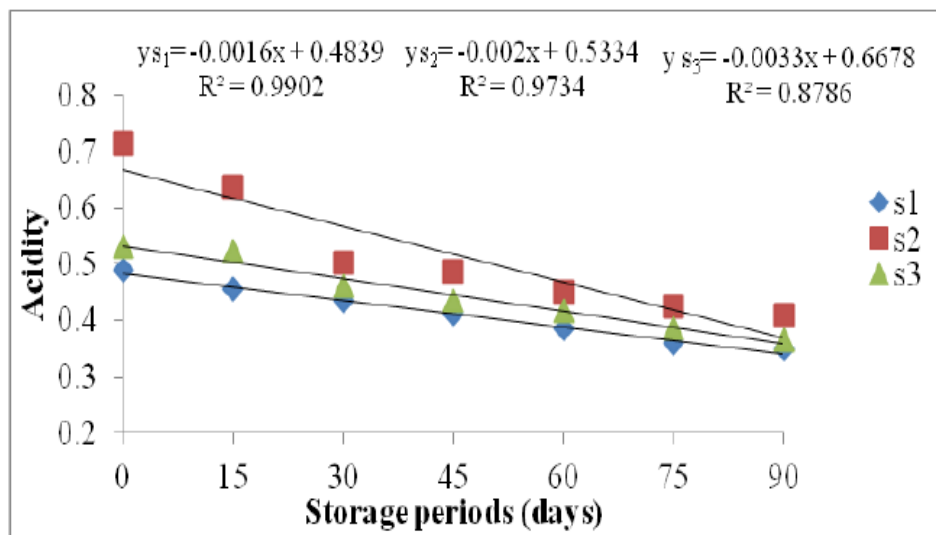 ys₁= -0.0016x + 0.4839 ys₂= -0.002x + 0.5334 y s₃= -0.0033x + 0.6678
R² = 0.9902 R² = 0.9734 R² = 0.8786
0.8
0.7
0.6
0.5
0.4
0.3
0.2
Acidity
s1
s2
s3
0 15 30 45 60 75 90
Storage periods (days)